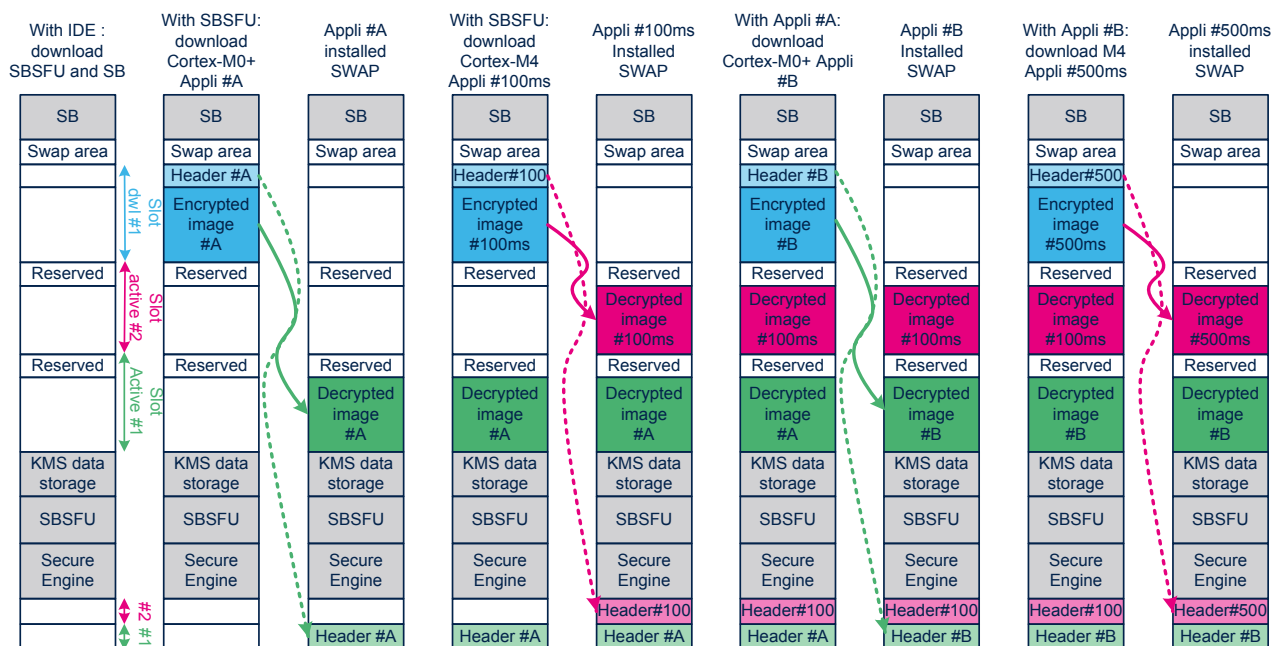 With IDE :
download
SBSFU and SB
With SBSFU:
download
Cortex-M0+
Appli #A
Appli #A
installed
SWAP
With SBSFU:
download
Cortex-M4
Appli #100ms
Appli #100ms
Installed
SWAP
With Appli #A:
download
Cortex-M0+ Appli
#B
Appli #B
Installed
SWAP
With Appli #B:
download M4
Appli #500ms
Appli #500ms
installed
SWAP
SB
Swap area
Reserved
Reserved
KMS data
storage
SBSFU
Secure
Engine
Slot
dwl #1
Slot
active #2
Slot
Active #1
#2
#1
SB
Swap area
Header #A
Encrypted
image
#A
Reserved
Reserved
KMS data
storage
SBSFU
Secure
Engine
SB
Swap area
Reserved
Reserved
Decrypted
image
#A
KMS data
storage
SBSFU
Secure
Engine
Header #A
SB
Swap area
Header#100
Encrypted
image
#100ms
Reserved
Reserved
Decrypted
image
#A
KMS data
storage
SBSFU
Secure
Engine
Header #A
SB
Swap area
Reserved
Decrypted
image
#100ms
Reserved
Decrypted
image
#A
KMS data
storage
SBSFU
Secure
Engine
Header#100
Header #A
SB
Swap area
Header #B
Encrypted
image
#B
Reserved
Decrypted
image
#100ms
Reserved
Decrypted
image
#A
KMS data
storage
SBSFU
Secure
Engine
Header#100
Header #A
SB
Swap area
Reserved
Decrypted
image
#100ms
Reserved
Decrypted
image
#B
KMS data
storage
SBSFU
Secure
Engine
Header#100
Header #B
SB
Swap area
Header#500
Encrypted
image
#500ms
Reserved
Decrypted
image
#100ms
Reserved
Decrypted
image
#B
KMS data
storage
SBSFU
Secure
Engine
Header#100
Header #B
SB
Swap area
Reserved
Decrypted
image
#500ms
Reserved
Decrypted
image
#B
KMS data
storage
SBSFU
Secure
Engine
Header#500
Header #B